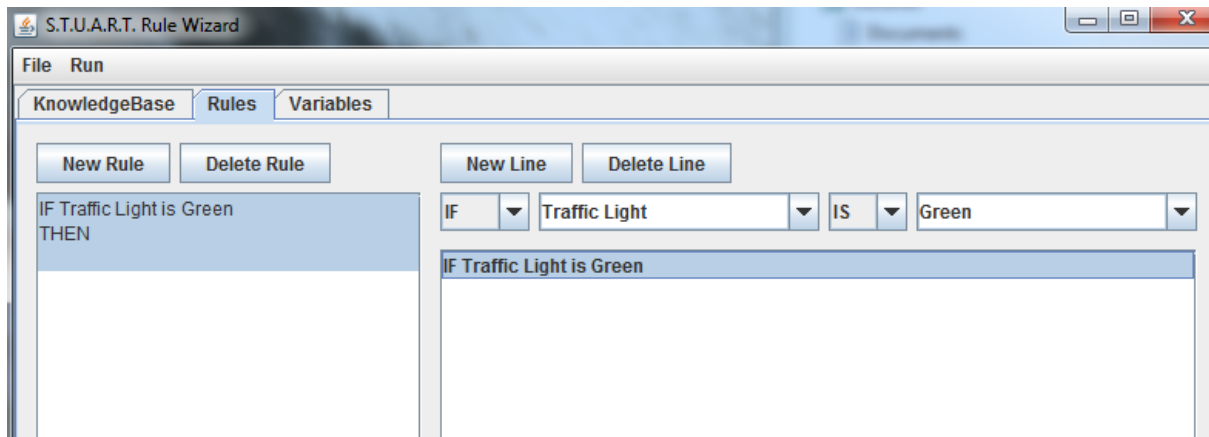 S.T.U.A.R.T. Rule Wizard
File Run
KnowledgeBase Rules Variables
New Rule Delete Rule New Line Delete Line
IF Traffic Light IS Green
IF Traffic Light is Green
THEN
IF Traffic Light is Green